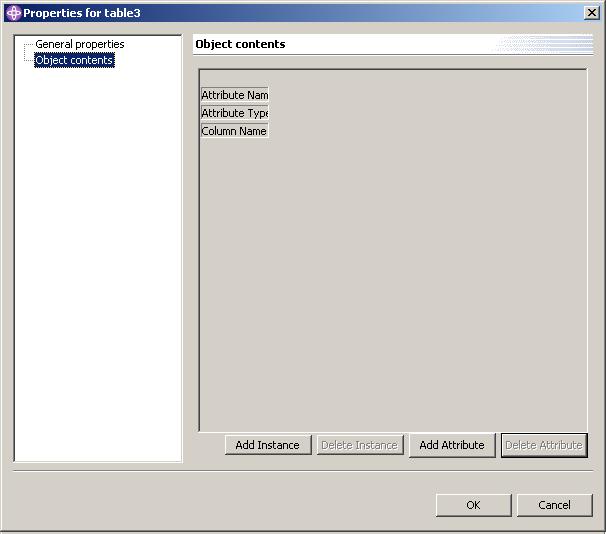 Properties for table3
General properties
Object contents
Object contents
Attribute Nam
Attribute Type
Column Name
Add Instance Delete Instance Add Attribute Delete Attribute
OK Cancel